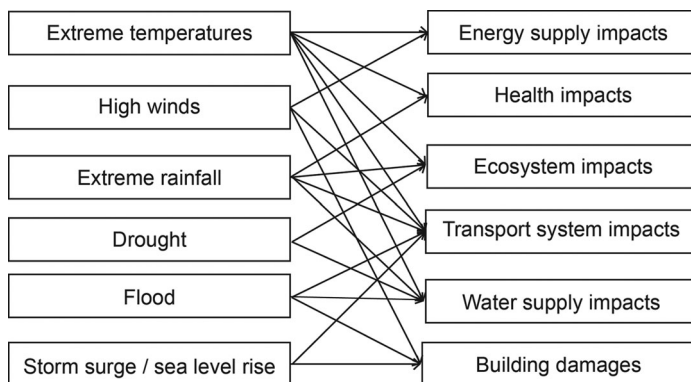 Extreme temperatures
Energy supply impacts
High winds
Health impacts
Extreme rainfall
Ecosystem impacts
Drought
Transport system impacts
Flood
Water supply impacts
Storm surge / sea level rise
Building damages